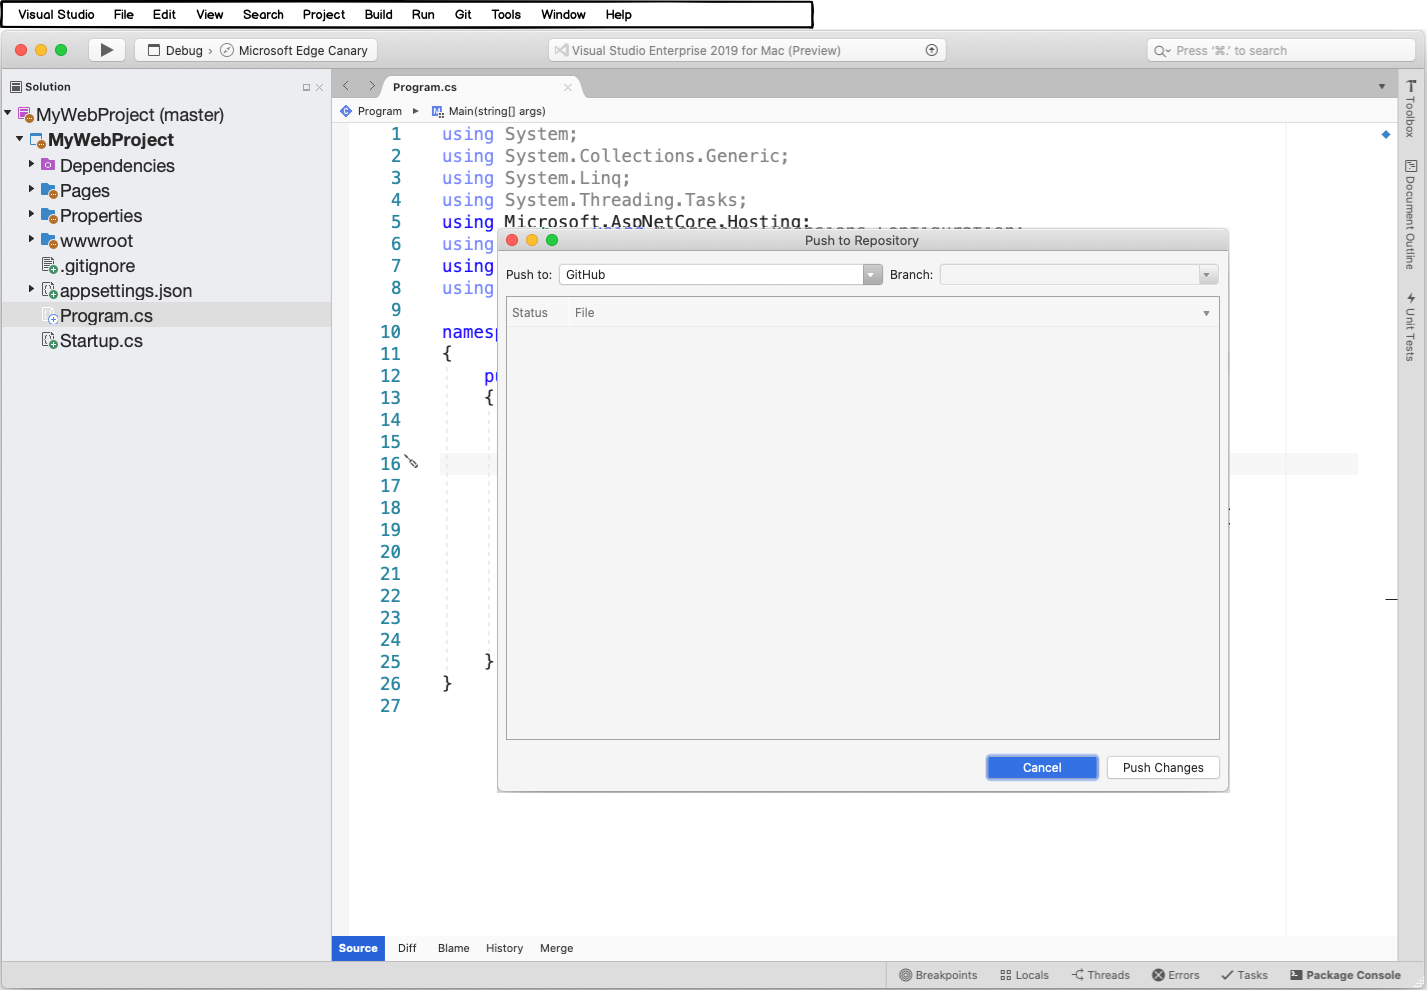 Visual Studio File Edit View Search Project Build Run Git Tools Window Help
Debug › Microsoft Edge Canary
Visual Studio Enterprise 2019 for Mac (Preview)
Press '⌘.' to search
Solution
MyWebProject (master)
MyWebProject
Dependencies
Pages
Properties
wwwroot
.gitignore
appsettings.json
Program.cs
Startup.cs
Program.cs
Program ▸ Main(string[] args)
1 using System;
2 using System.Collections.Generic;
3 using System.Linq;
4 using System.Threading.Tasks;
5 using Microsoft.AspNetCore.Hosting;
6 using
7 using
8 using
9
10 namesp
11 {
12 pu
13 {
14
15
16
17
18
19
20
21
22
23
24
25 }
26 }
27
Push to Repository
Push to: GitHub Branch:
Status File
Cancel Push Changes
Toolbox
Document Outline
Unit Tests
Source Diff Blame History Merge
Breakpoints Locals Threads Errors Tasks Package Console